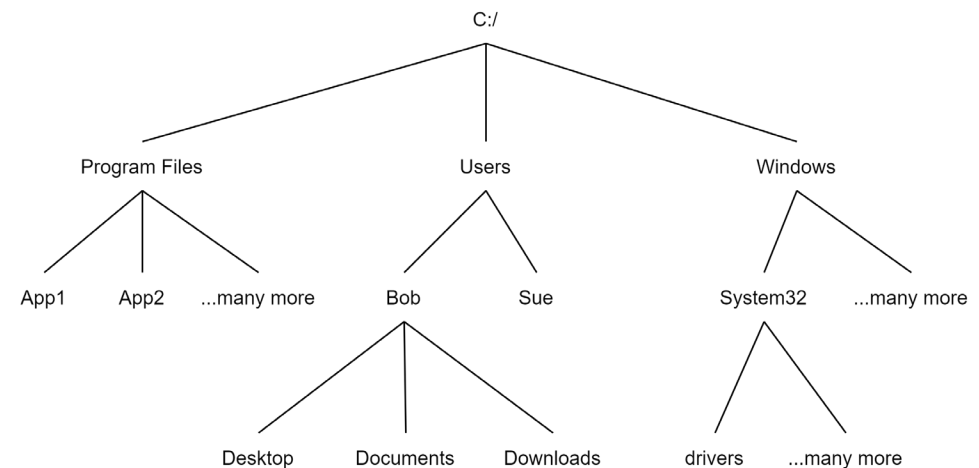 C:/
Program Files
Users
Windows
App1
App2
...many more
Bob
Sue
System32
...many more
Desktop
Documents
Downloads
drivers
...many more